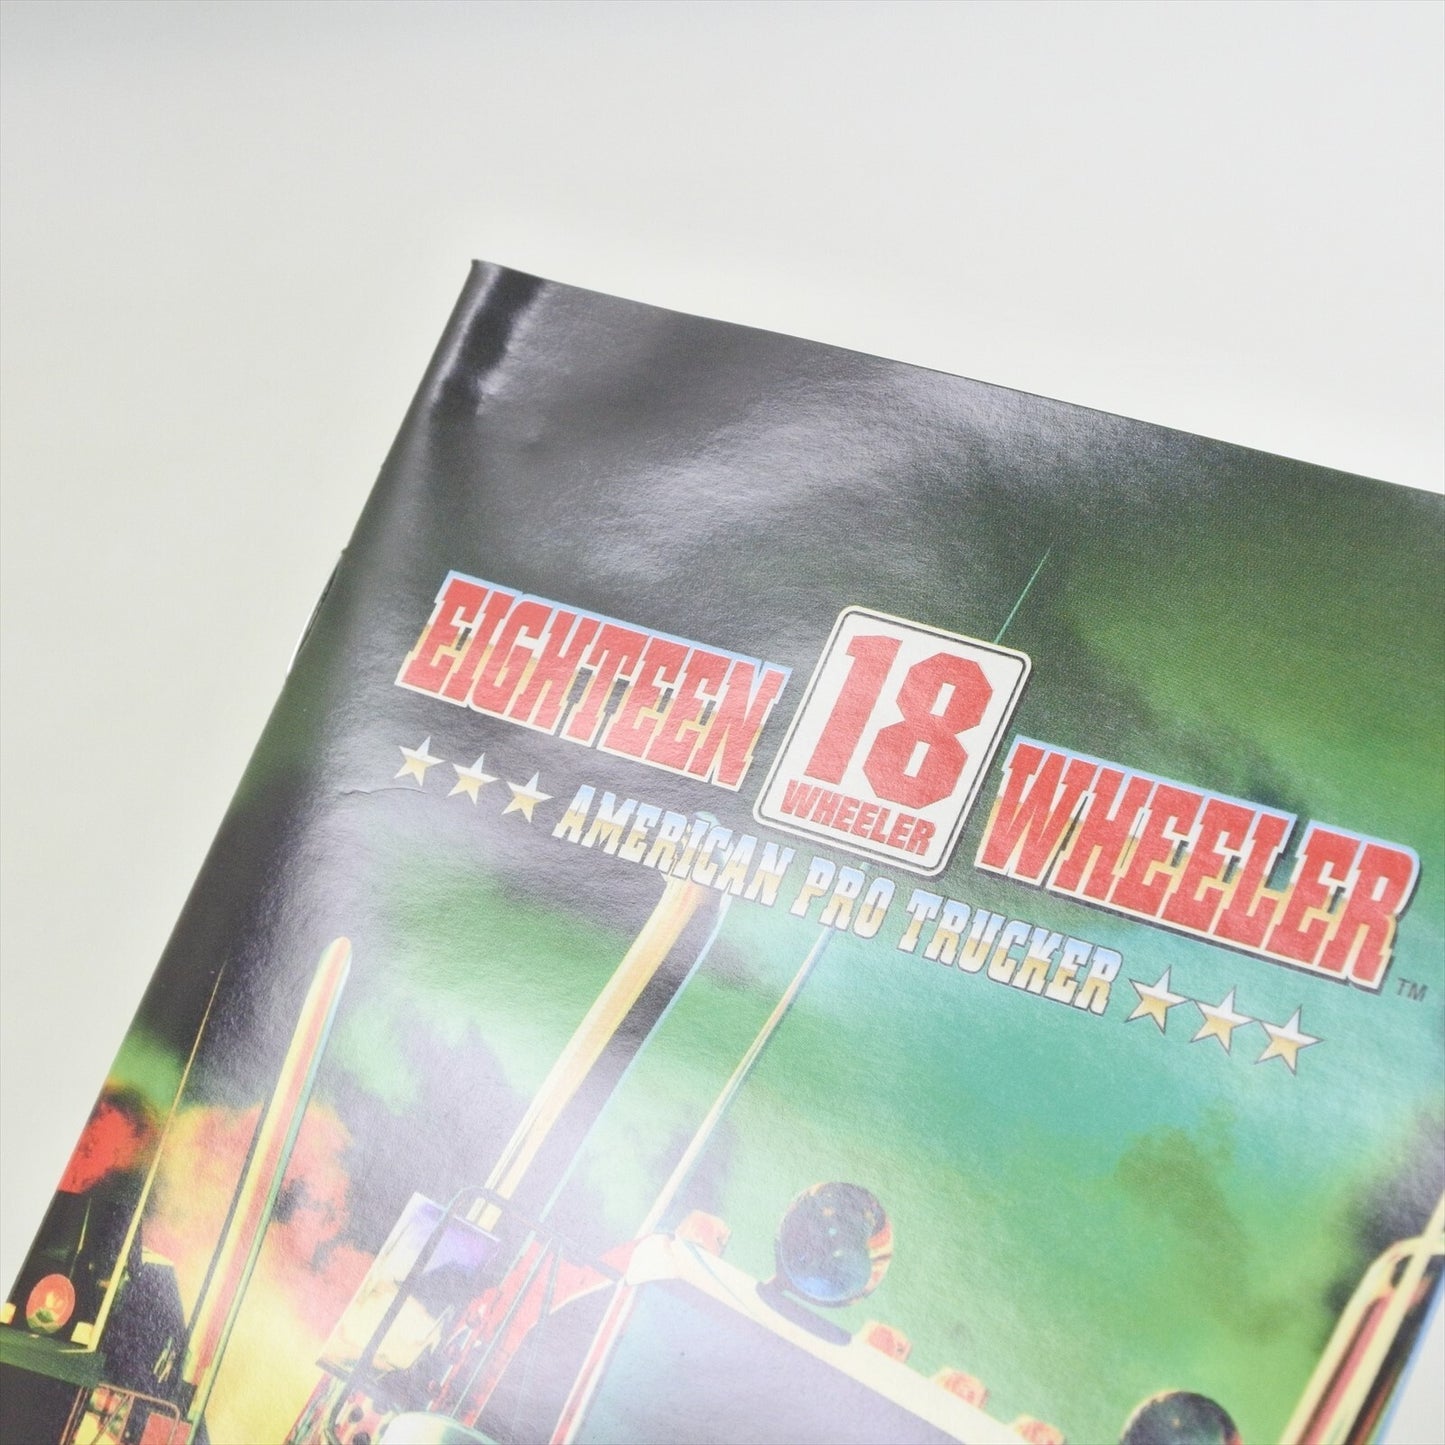 EIGHTEEN 18 WHEELER
WHEELER
AMERICAN PRO TRUCKER
TM